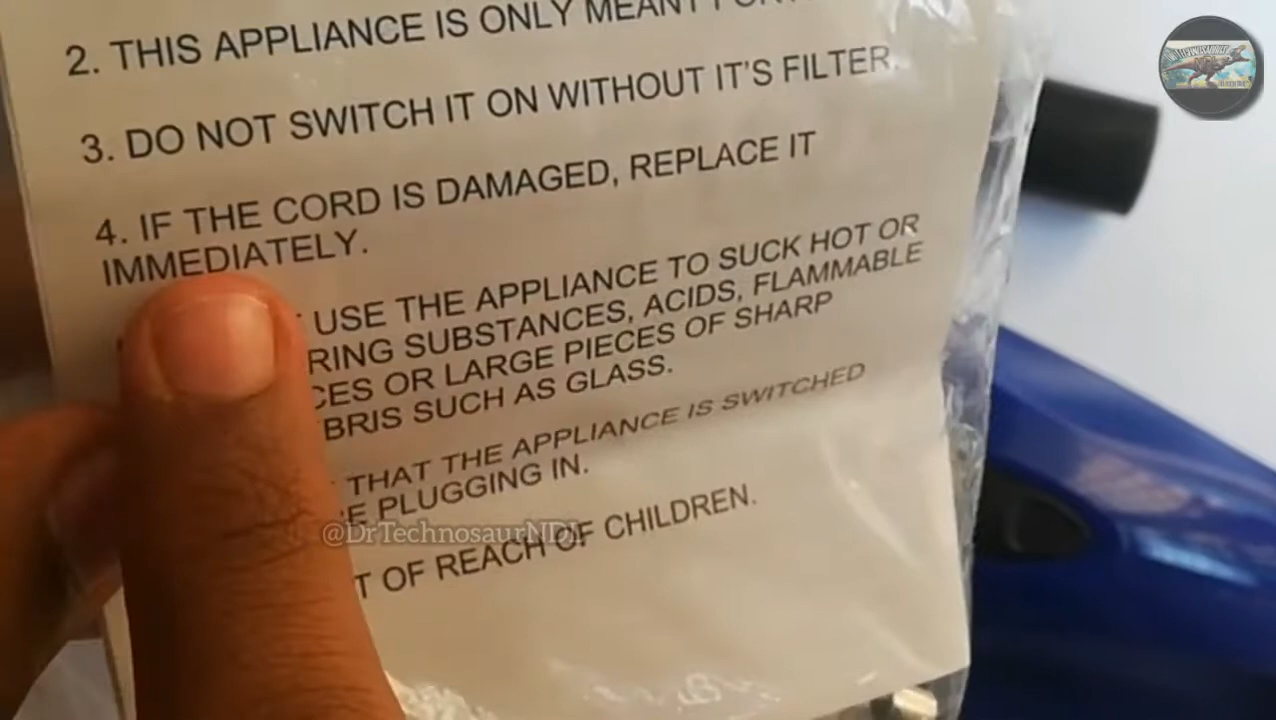 2. THIS APPLIANCE IS ONLY MEANT
3. DO NOT SWITCH IT ON WITHOUT IT'S FILTER.
4. IF THE CORD IS DAMAGED, REPLACE IT
IMMEDIATELY.
USE THE APPLIANCE TO SUCK HOT OR
RING SUBSTANCES, ACIDS, FLAMMABLE
CES OR LARGE PIECES OF SHARP
BRIS SUCH AS GLASS.
THAT THE APPLIANCE IS SWITCHED
E PLUGGING IN.
T OF REACH OF CHILDREN.